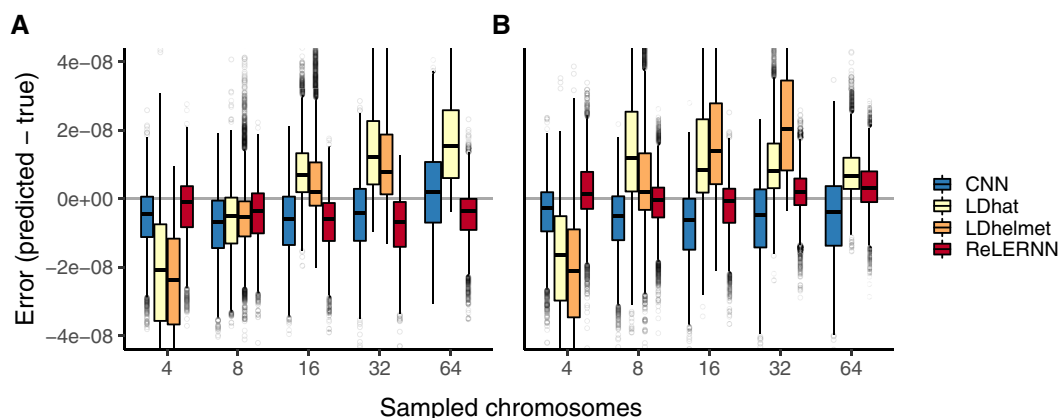 A
B
Error (predicted − true)
4e−08
2e−08
0e+00
−2e−08
−4e−08
4 8 16 32 64
4 8 16 32 64
Sampled chromosomes
CNN
LDhat
LDhelmet
ReLERNN